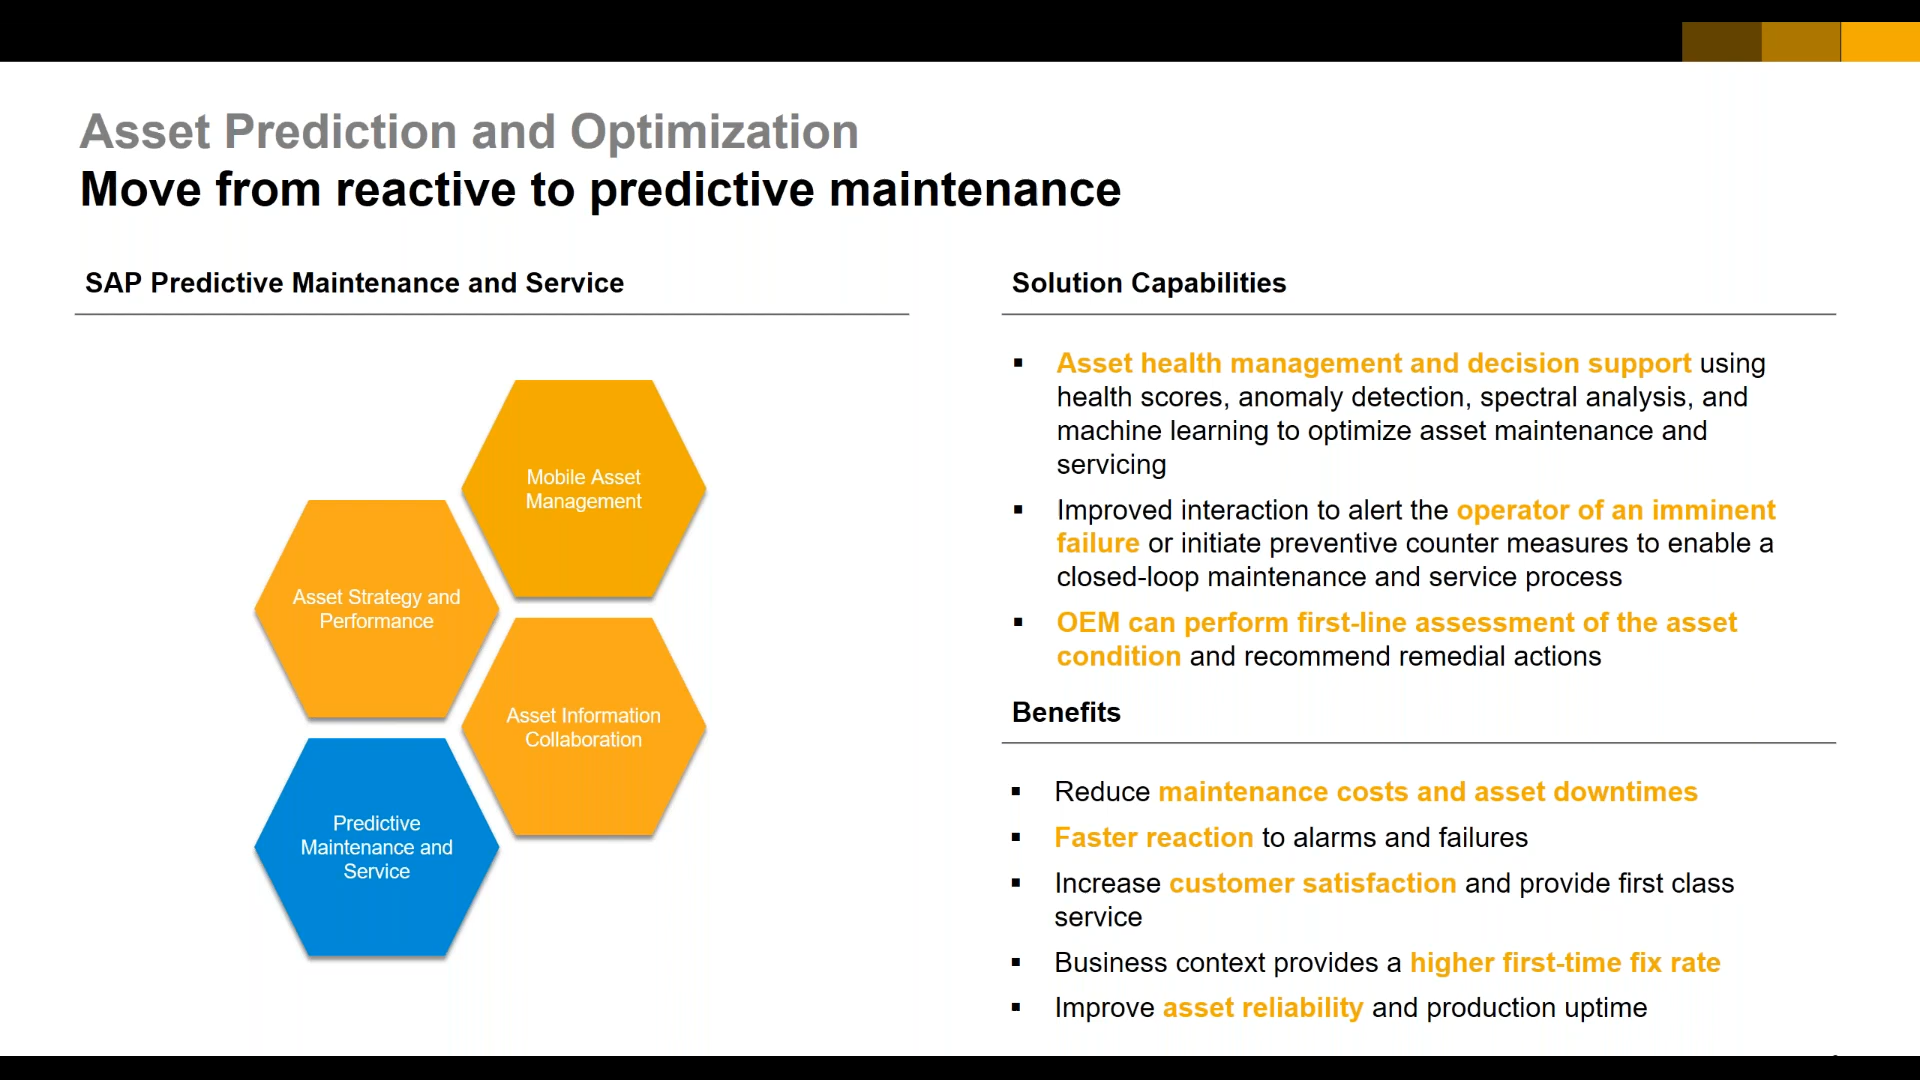 Asset Prediction and Optimization
Move from reactive to predictive maintenance
SAP Predictive Maintenance and Service
Mobile Asset
Management
Asset Strategy and
Performance
Asset Information
Collaboration
Predictive
Maintenance and
Service
Solution Capabilities
▪ Asset health management and decision support using
health scores, anomaly detection, spectral analysis, and
machine learning to optimize asset maintenance and
servicing
▪ Improved interaction to alert the operator of an imminent
failure or initiate preventive counter measures to enable a
closed-loop maintenance and service process
▪ OEM can perform first-line assessment of the asset
condition and recommend remedial actions
Benefits
▪ Reduce maintenance costs and asset downtimes
▪ Faster reaction to alarms and failures
▪ Increase customer satisfaction and provide first class
service
▪ Business context provides a higher first-time fix rate
▪ Improve asset reliability and production uptime